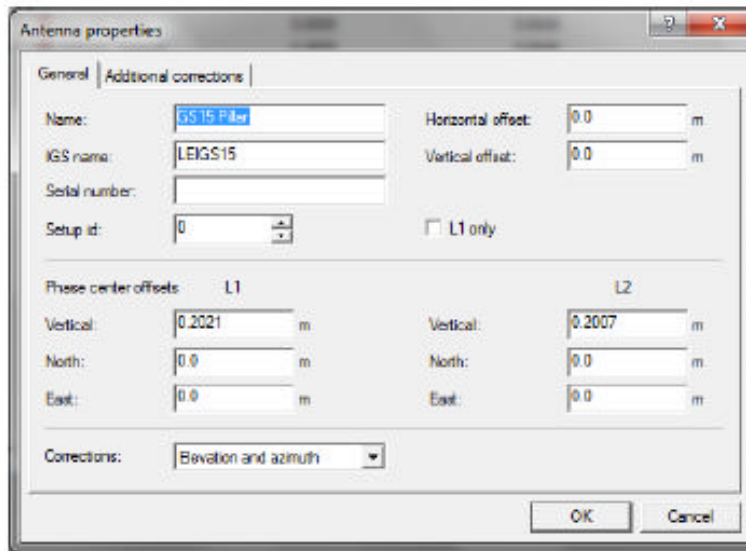 Antenna properties
General Additional corrections
Name: GS15 Pillar Horizontal offset: 0.0 m
IGS name: LEIGS15 Vertical offset: 0.0 m
Serial number:
Setup id: 0 L1 only
Phase center offsets L1 L2
Vertical: 0.2021 m Vertical: 0.2007 m
North: 0.0 m North: 0.0 m
East: 0.0 m East: 0.0 m
Corrections: Elevation and azimuth
OK Cancel